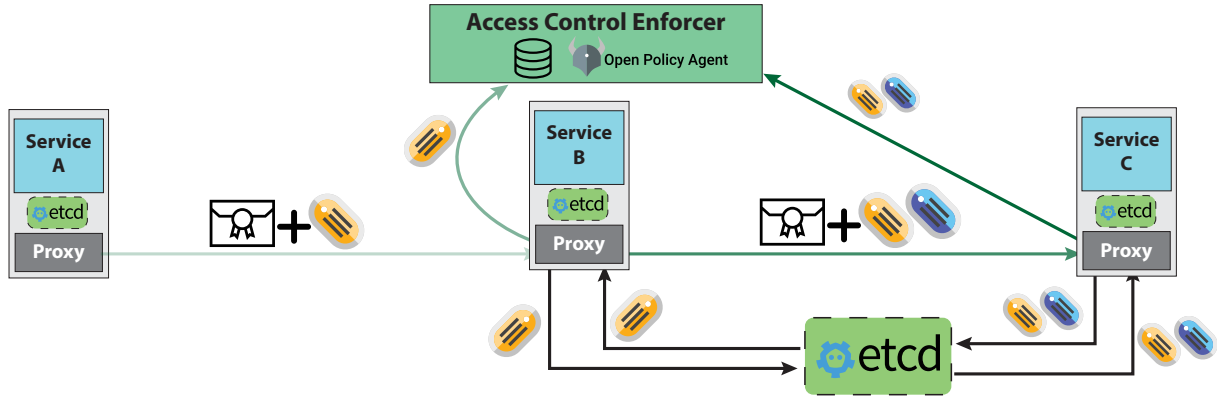 Access Control Enforcer
Open Policy Agent
Service
A
etcd
Proxy
Service
B
etcd
Proxy
Service
C
etcd
Proxy
etcd